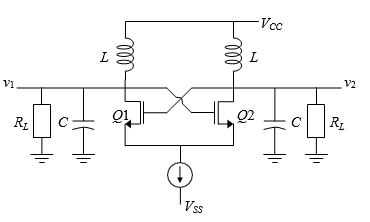 V_CC
L L
v_1 v_2
R_L C Q1 Q2 C R_L
V_SS